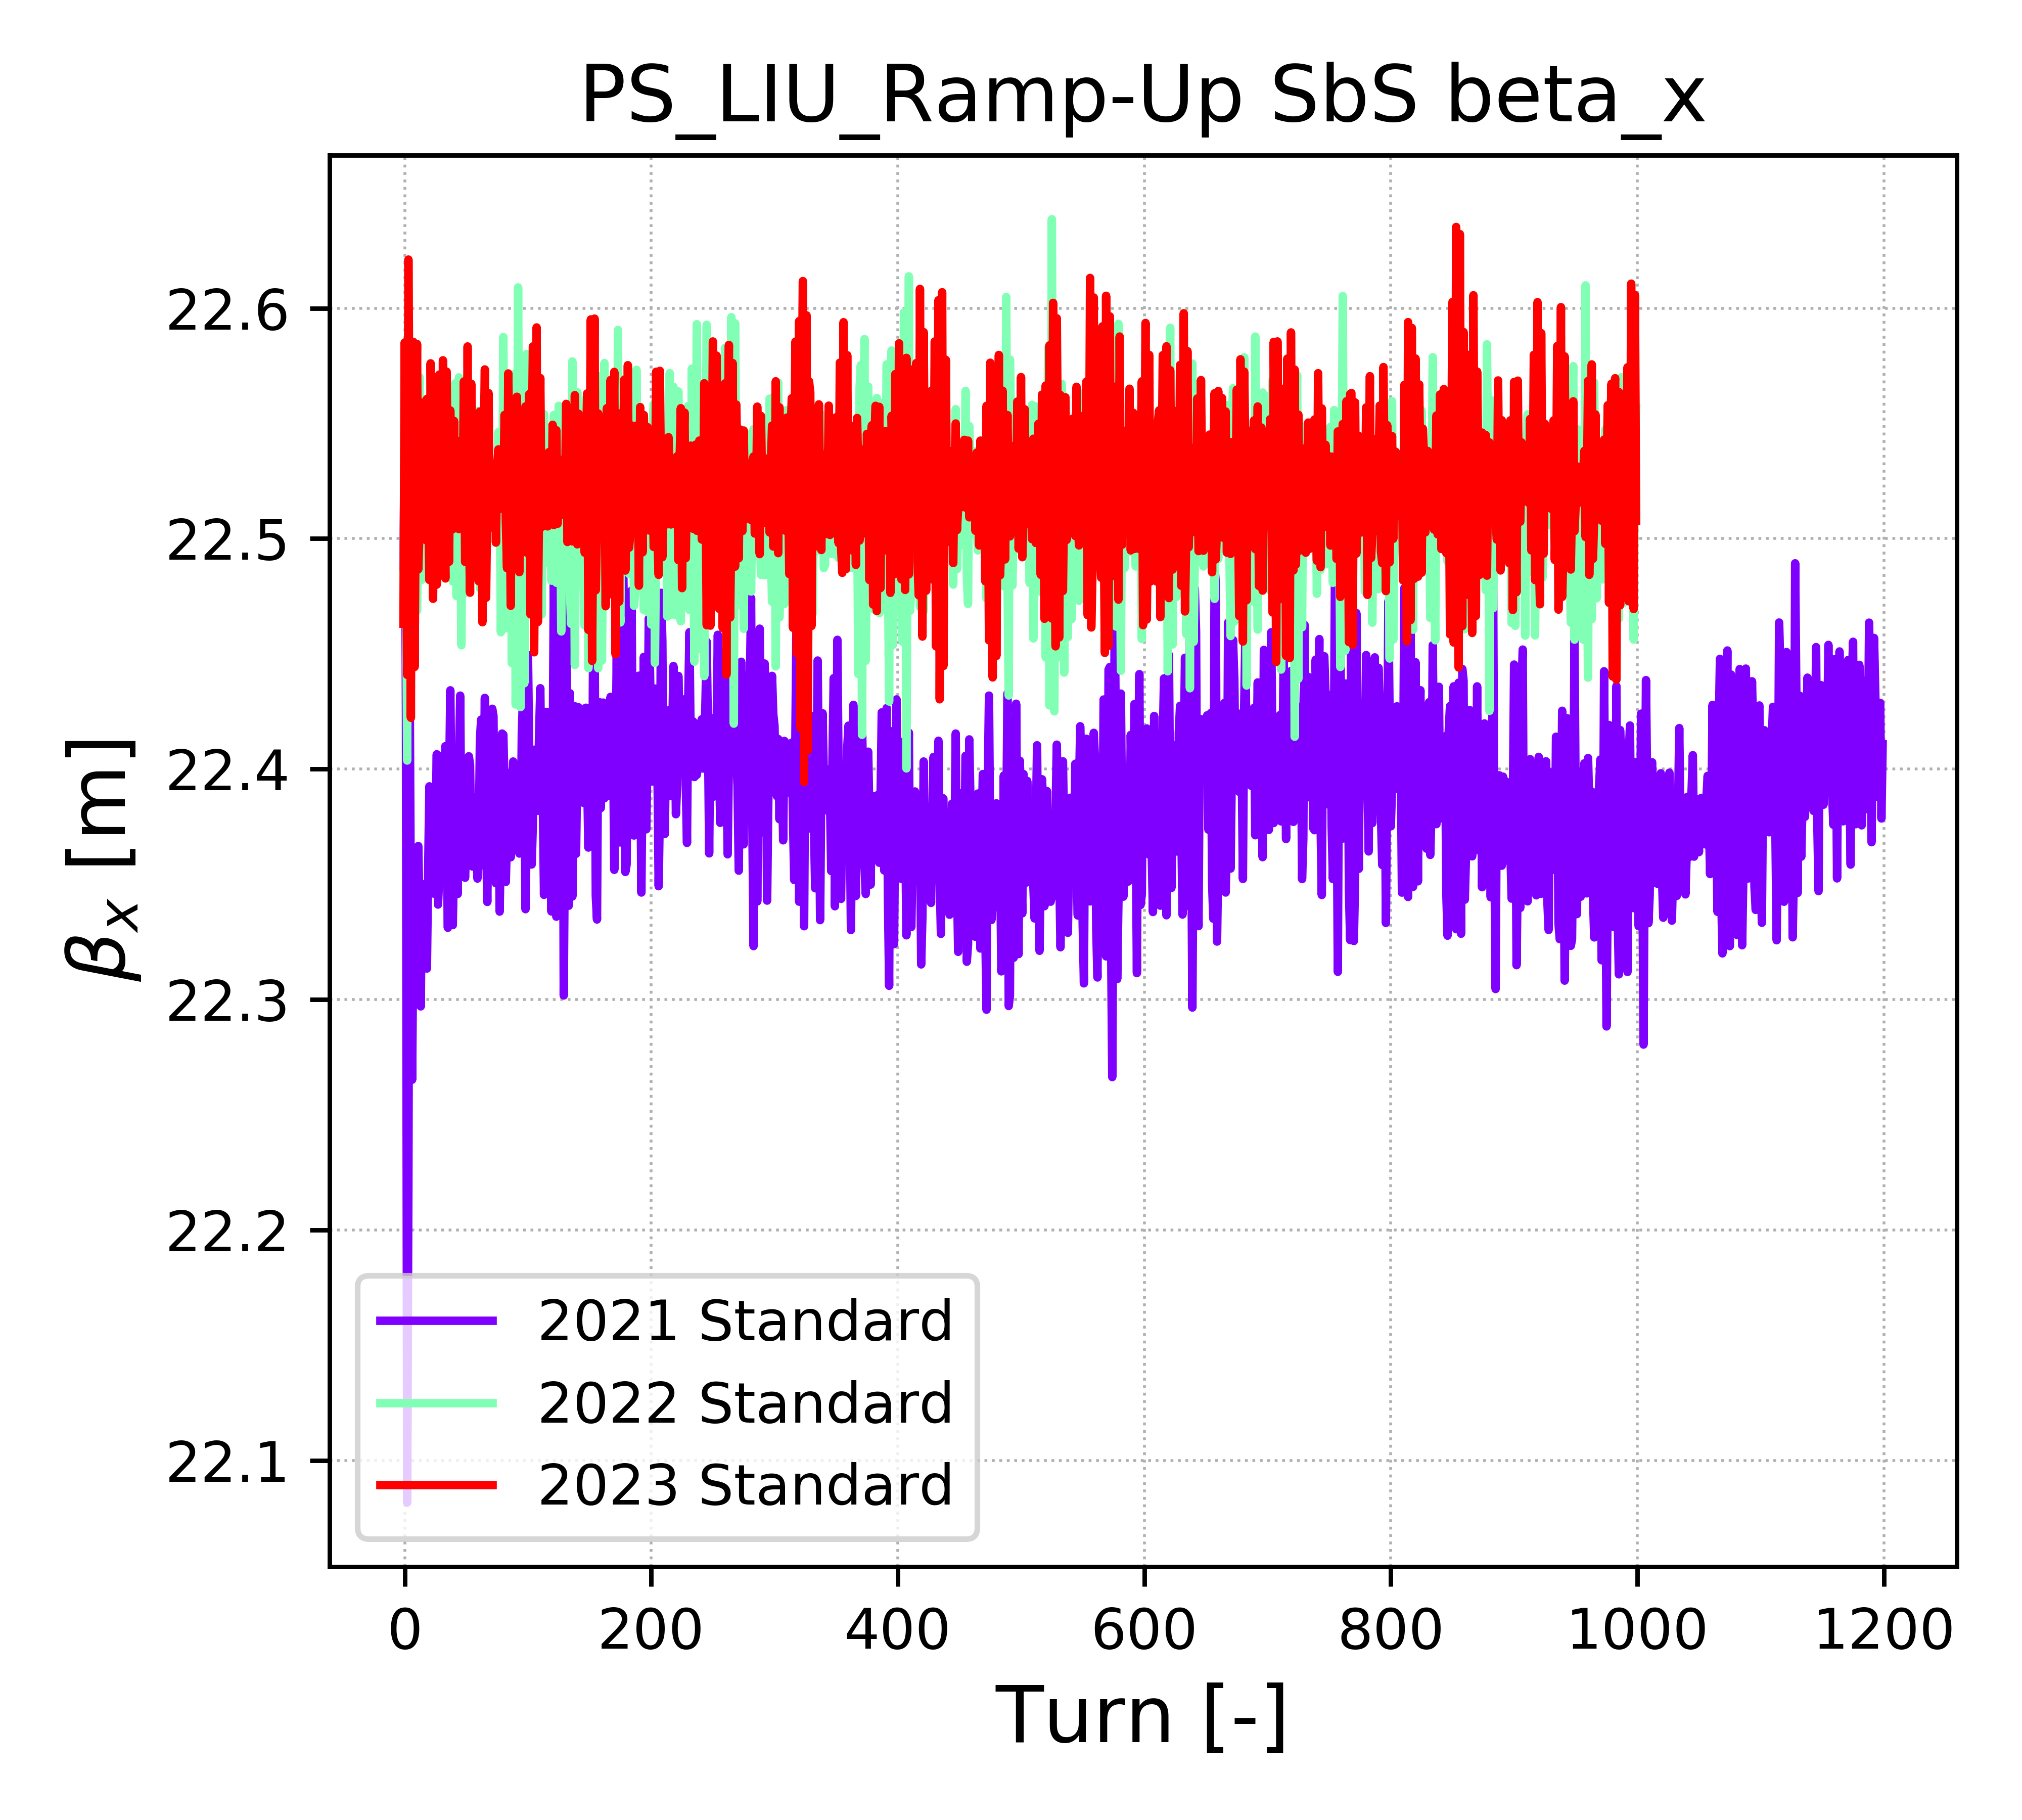 PS_LIU_Ramp-Up SbS beta_x
22.6
22.5
22.4
22.3
22.2
22.1
βx [m]
2021 Standard
2022 Standard
2023 Standard
0 200 400 600 800 1000 1200
Turn [-]